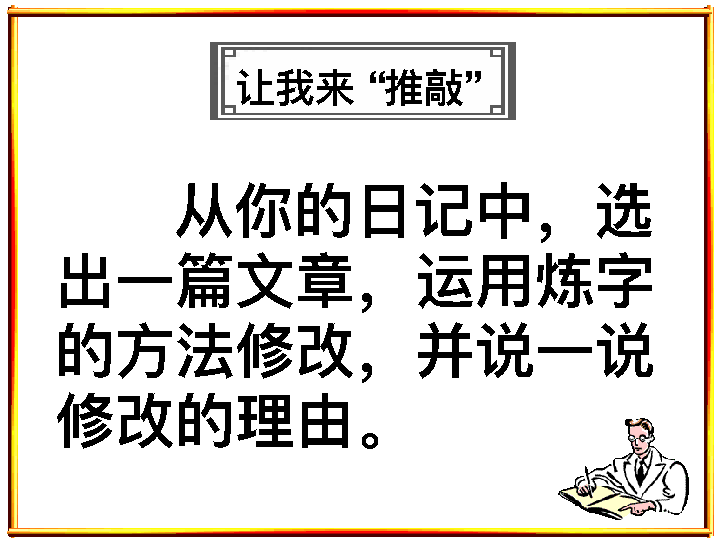 让我来“推敲”
从你的日记中，选
出一篇文章，运用炼字
的方法修改，并说一说
修改的理由。